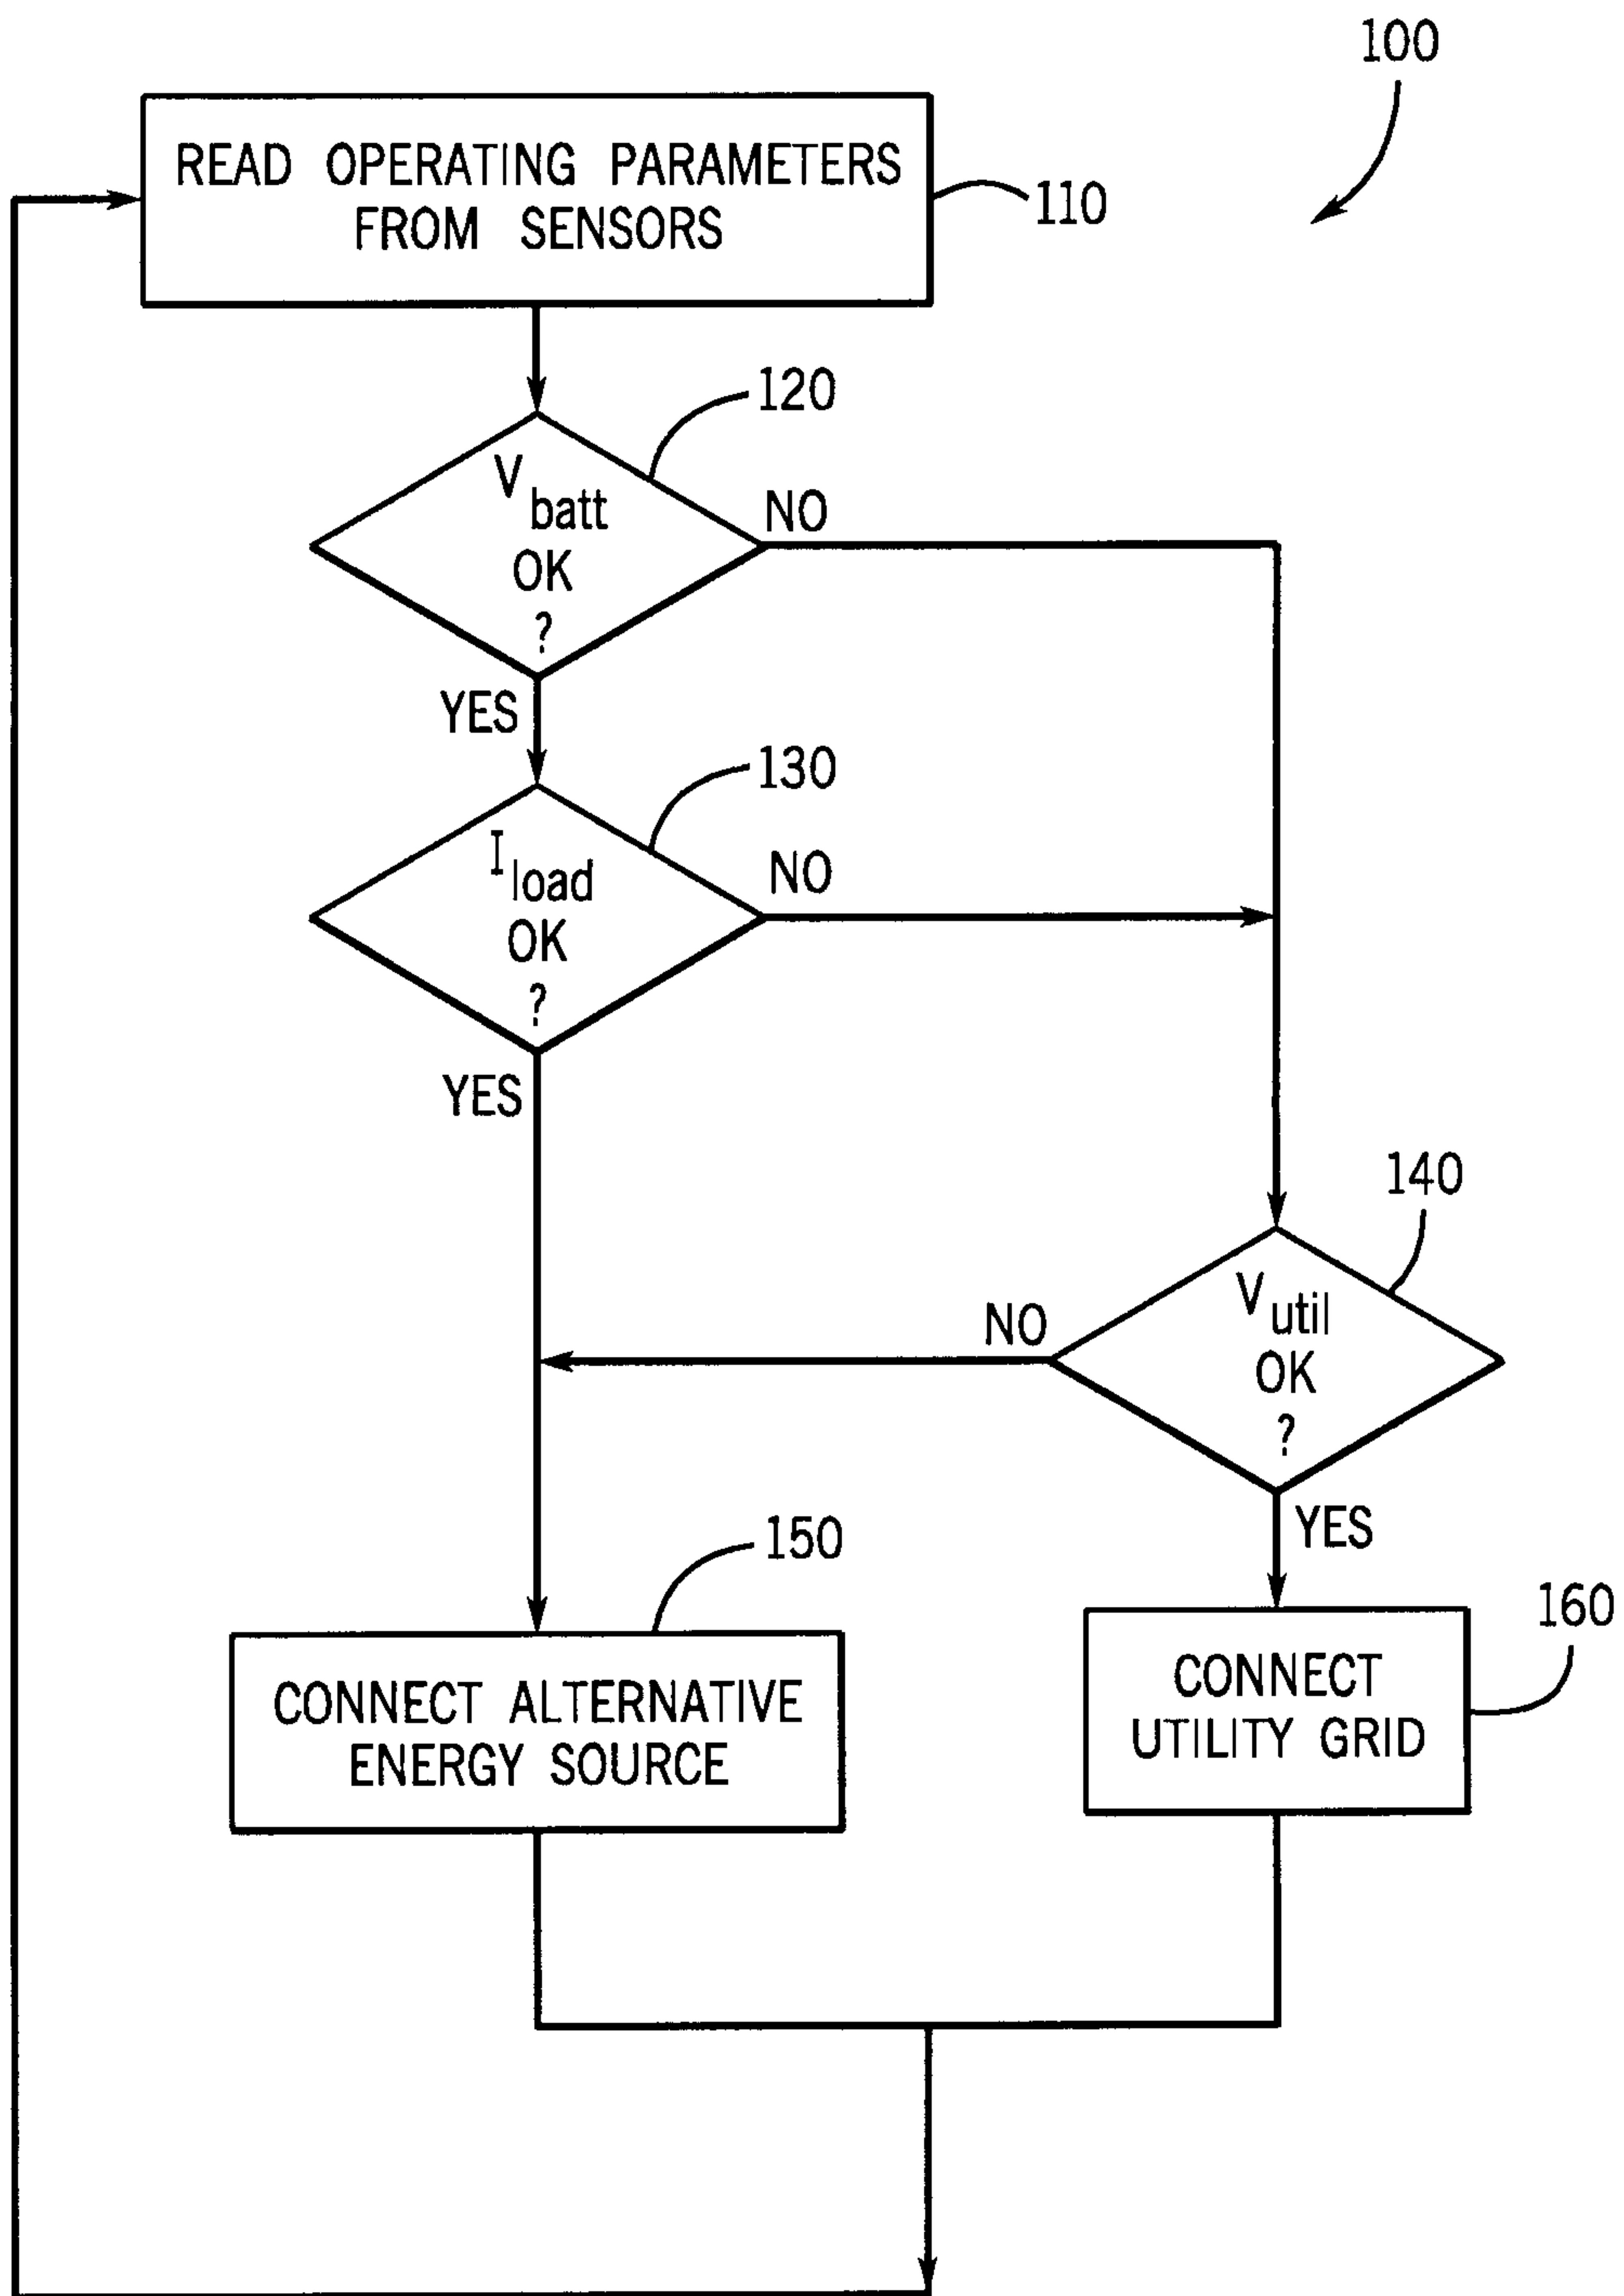 100
READ OPERATING PARAMETERS
FROM SENSORS
110
120
V batt
OK
?
NO
YES
130
I load
OK
?
NO
YES
140
V util
OK
?
NO
YES
150
CONNECT ALTERNATIVE
ENERGY SOURCE
160
CONNECT
UTILITY GRID